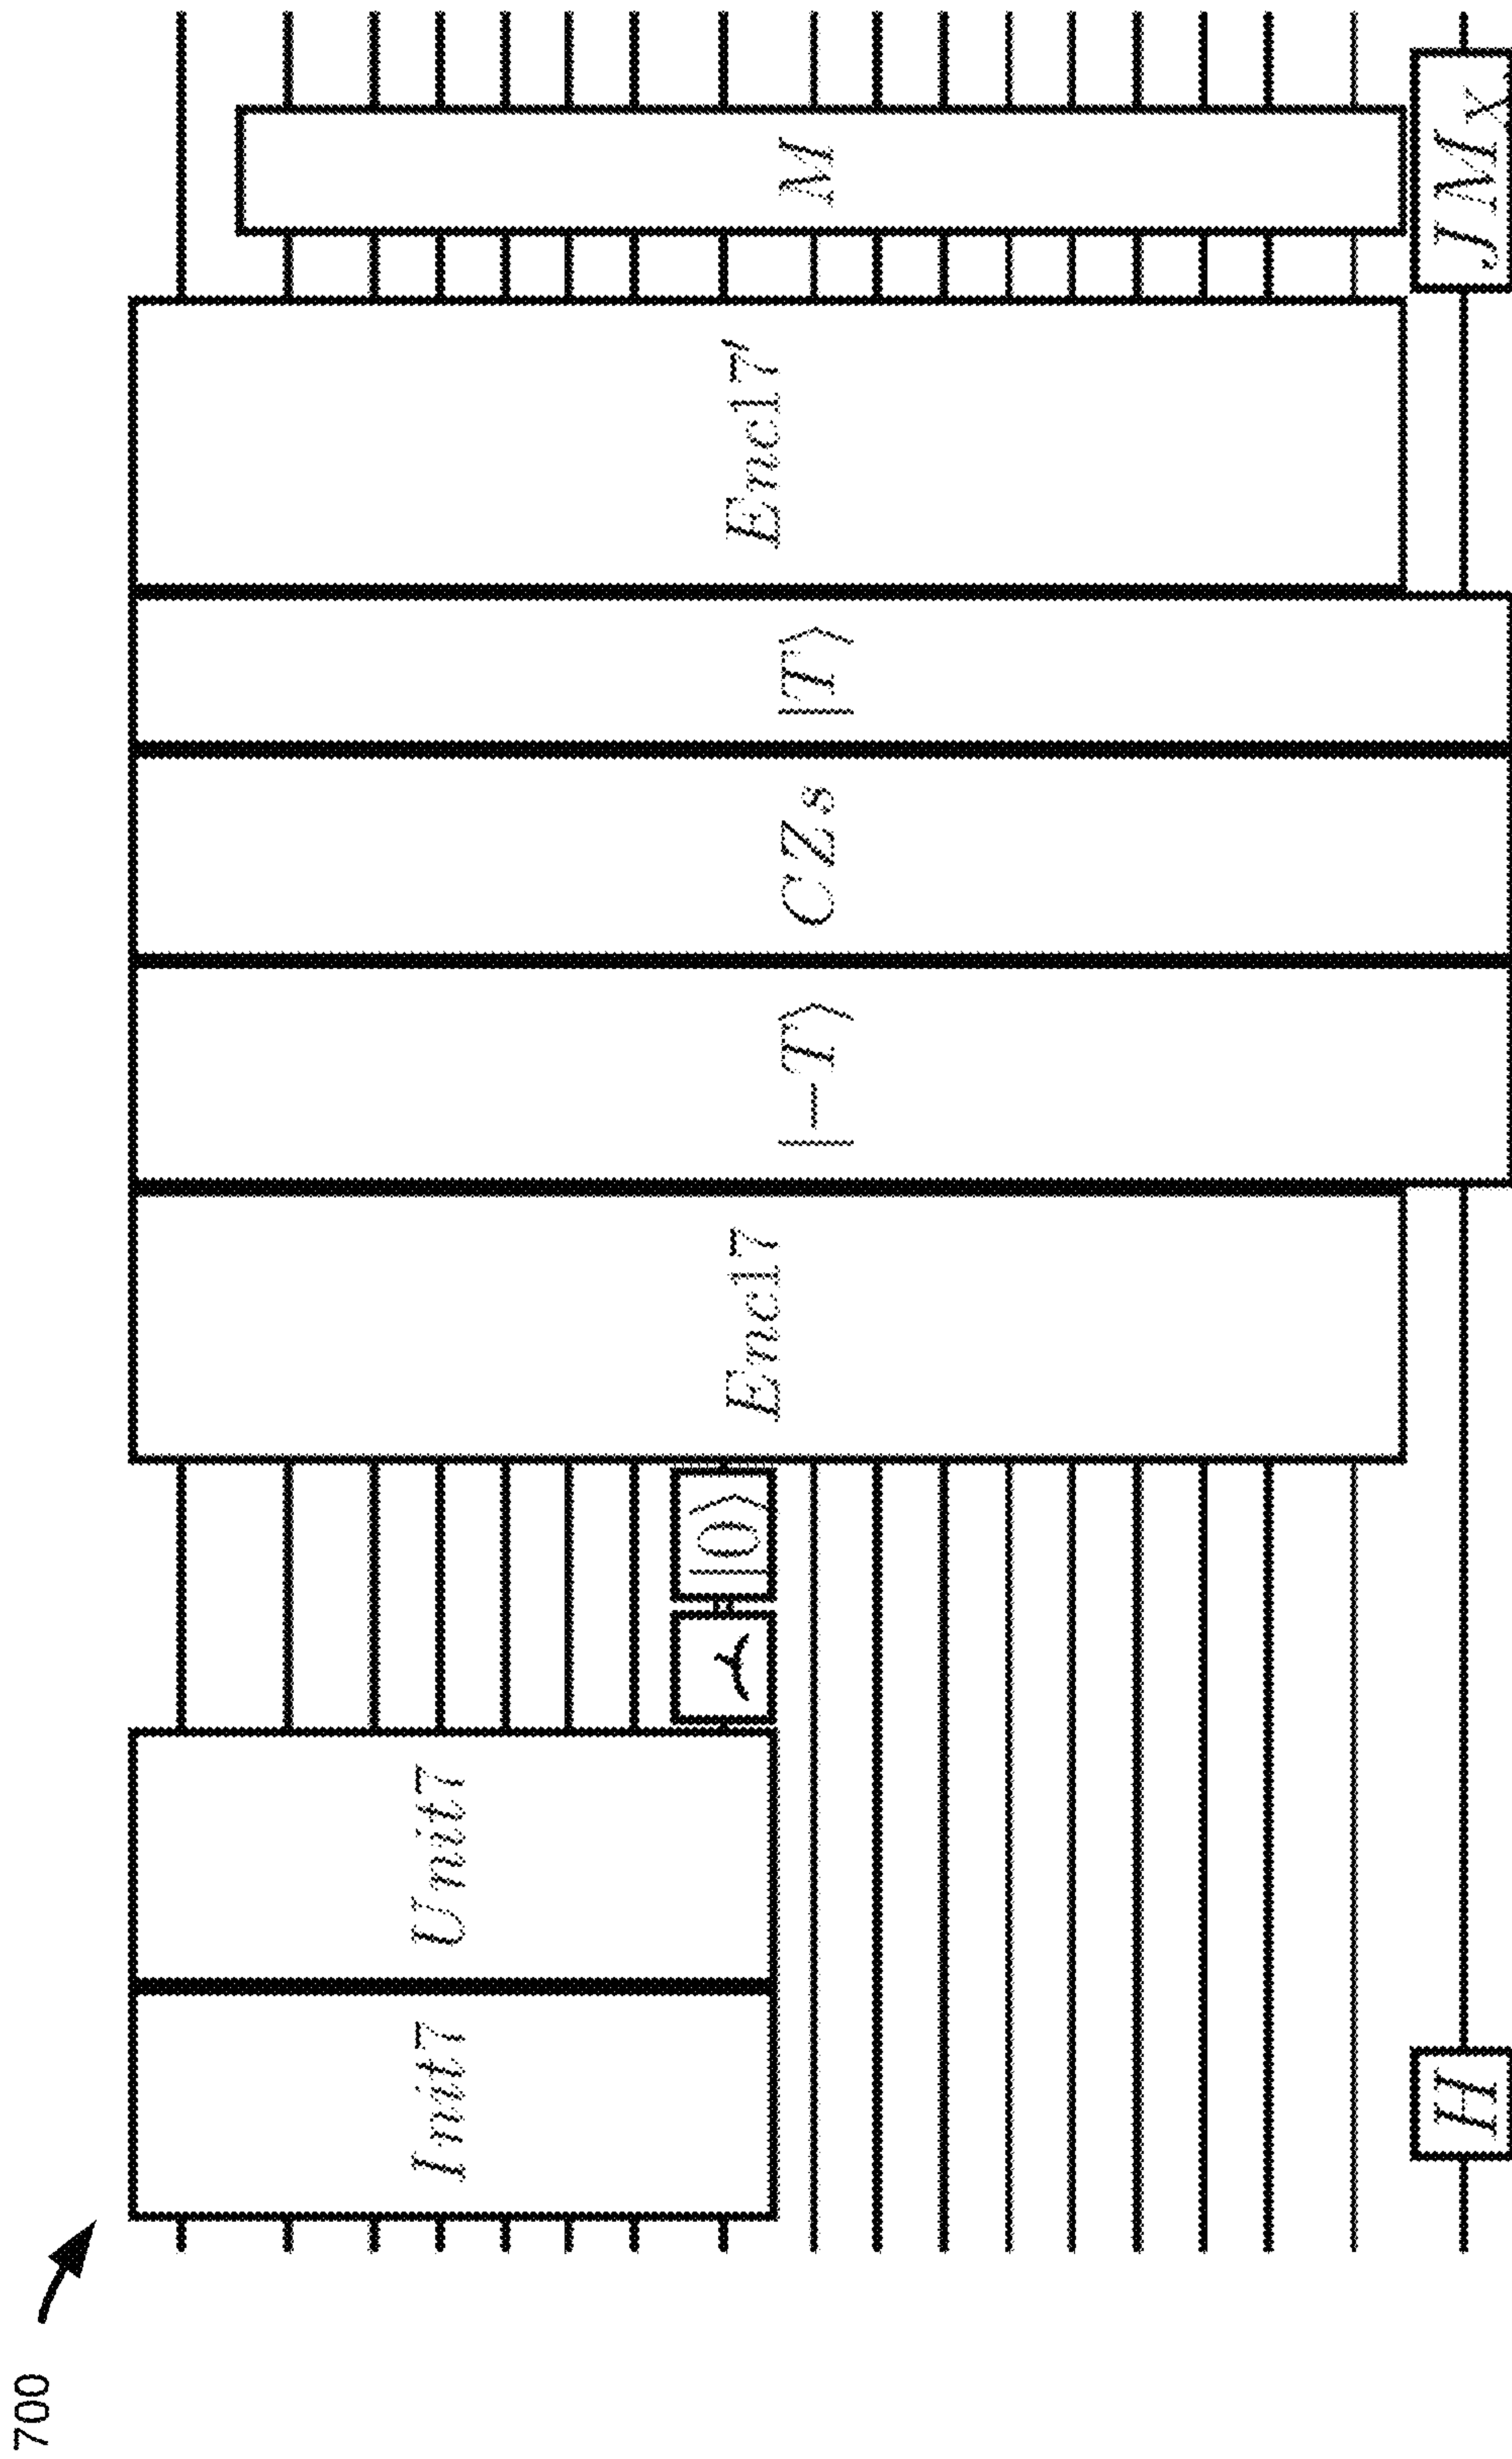 700
Init7
Unit7
|0⟩
Enc17
|−T⟩
CZs
|T⟩
Enc17′
M
H
JMx